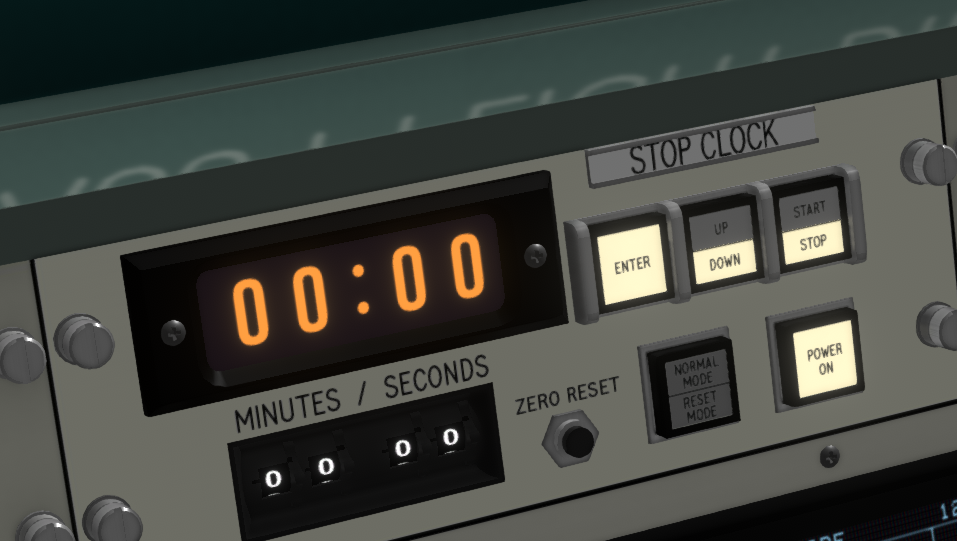 STOP CLOCK
00:00
ENTER
UP
DOWN
START
STOP
MINUTES / SECONDS
0 0 0 0
ZERO RESET
NORMAL
MODE
RESET
MODE
POWER
ON